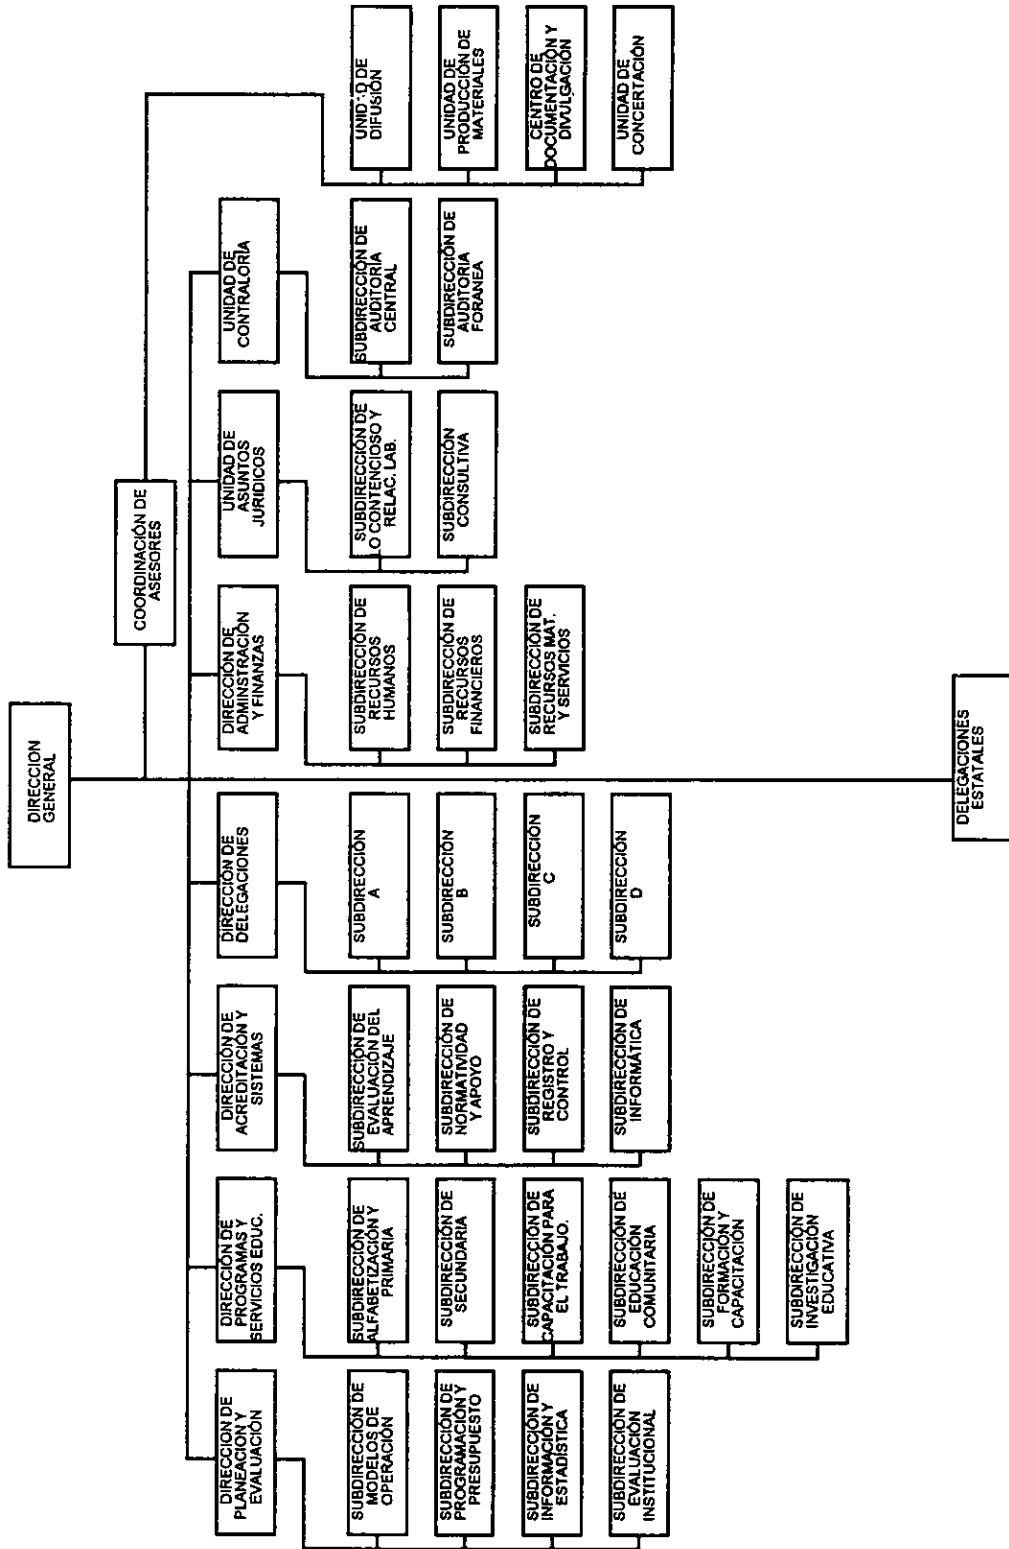 DIRECCION
GENERAL
COORDINACIÓN DE
ASESORES
DIRECCION DE
PLANEACION Y
EVALUACIÓN
DIRECCIÓN DE
PROGRAMAS Y
SERVICIOS EDUC.
DIRECCIÓN DE
ACREDITACIÓN Y
SISTEMAS
DIRECCIÓN DE
DELEGACIONES
DIRECCIÓN DE
ADMINSTRACIÓN
Y FINANZAS
UNIDAD DE
ASUNTOS
JURIDICOS
UNIDAD DE
CONTRALORÍA
SUBDIRECCIÓN DE
MODELOS DE
OPERACIÓN
SUBDIRECCIÓN DE
PROGRAMACIÓN Y
PRESUPUESTO
SUBDIRECCIÓN DE
INFORMACIÓN Y
ESTADÍSTICA
SUBDIRECCIÓN DE
EVALUACIÓN
INSTITUCIONAL
SUBDIRECCIÓN DE
ALFABETIZACIÓN Y
PRIMARIA
SUBDIRECCIÓN DE
SECUNDARIA
SUBDIRECCIÓN DE
CAPACITACIÓN PARA
EL TRABAJO.
SUBDIRECCIÓN DE
EDUCACIÓN
COMUNITARIA
SUBDIRECCIÓN DE
FORMACIÓN Y
CAPACITACIÓN
SUBDIRECCIÓN DE
INVESTIGACIÓN
EDUCATIVA
SUBDIRECCIÓN DE
EVALUACIÓN DEL
APRENDIZAJE
SUBDIRECCIÓN DE
NORMATIVIDAD
Y APOYO
SUBDIRECCIÓN DE
REGISTRO Y
CONTROL
SUBDIRECCIÓN DE
INFORMÁTICA
SUBDIRECCIÓN
A
SUBDIRECCIÓN
B
SUBDIRECCIÓN
C
SUBDIRECCIÓN
D
SUBDIRECCIÓN DE
RECURSOS
HUMANOS
SUBDIRECCIÓN DE
RECURSOS
FINANCIEROS
SUBDIRECCIÓN DE
RECURSOS MAT.
Y SERVICIOS
SUBDIRECCIÓN DE
LO CONTENCIOSO Y
RELAC. LAB.
SUBDIRECCIÓN
CONSULTIVA
SUBDIRECCIÓN DE
AUDITORÍA
CENTRAL
SUBDIRECCIÓN DE
AUDITORIA
FORANEA
UNIDAD DE
DIFUSIÓN
UNIDAD DE
PRODUCCIÓN DE
MATERIALES
CENTRO DE
DOCUMENTACIÓN Y
DIVULGACIÓN
UNIDAD DE
CONCERTACIÓN
DELEGACIONES
ESTATALES